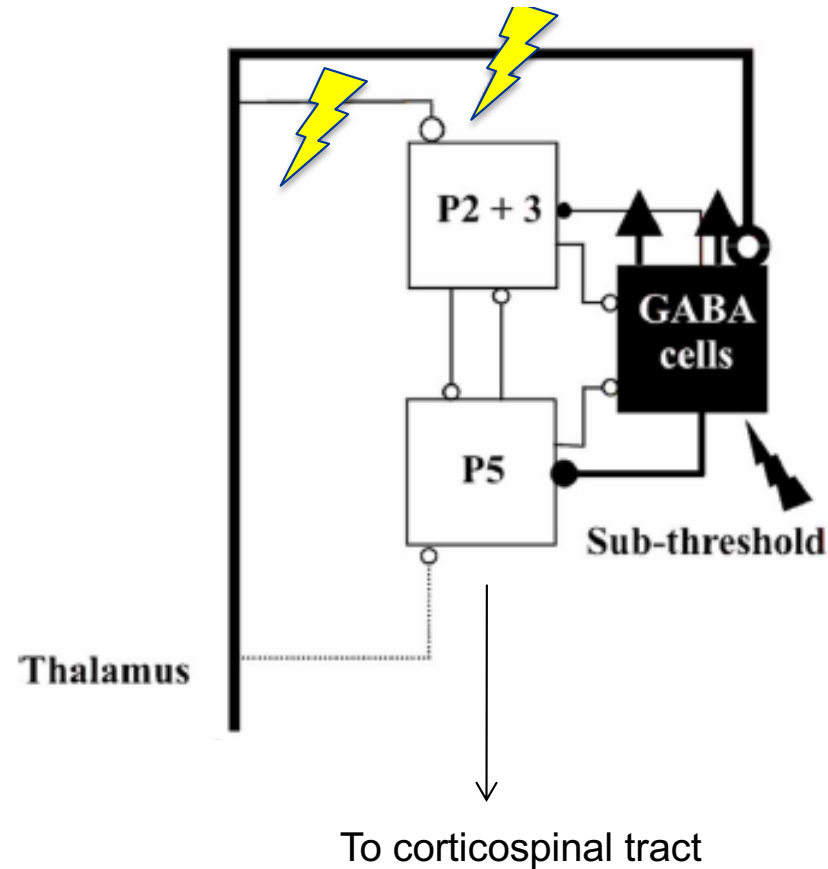 P2 + 3
GABA
cells
P5
Sub-threshold
Thalamus
To corticospinal tract